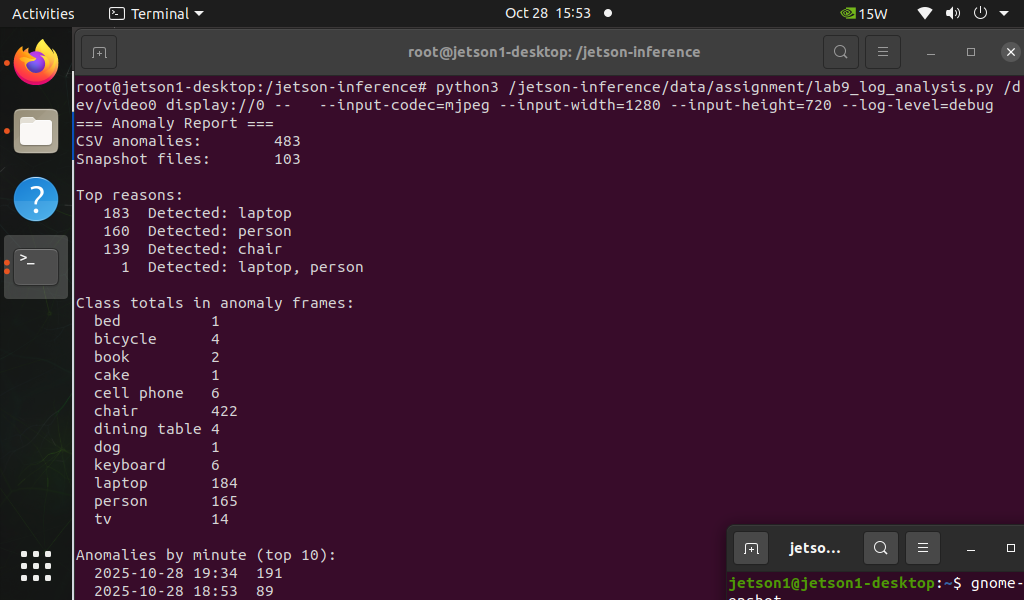 Activities Terminal Oct 28 15:53 15W
root@jetson1-desktop: /jetson-inference
root@jetson1-desktop:/jetson-inference# python3 /jetson-inference/data/assignment/lab9_log_analysis.py /d
ev/video0 display://0 --   --input-codec=mjpeg --input-width=1280 --input-height=720 --log-level=debug
=== Anomaly Report ===
CSV anomalies:        483
Snapshot files:       103
Top reasons:
   183  Detected: laptop
   160  Detected: person
   139  Detected: chair
     1  Detected: laptop, person
Class totals in anomaly frames:
  bed          1
  bicycle      4
  book         2
  cake         1
  cell phone   6
  chair        422
  dining table 4
  dog          1
  keyboard     6
  laptop       184
  person       165
  tv           14
Anomalies by minute (top 10):
  2025-10-28 19:34  191
  2025-10-28 18:53  89
jetso...
jetson1@jetson1-desktop:~$ gnome-